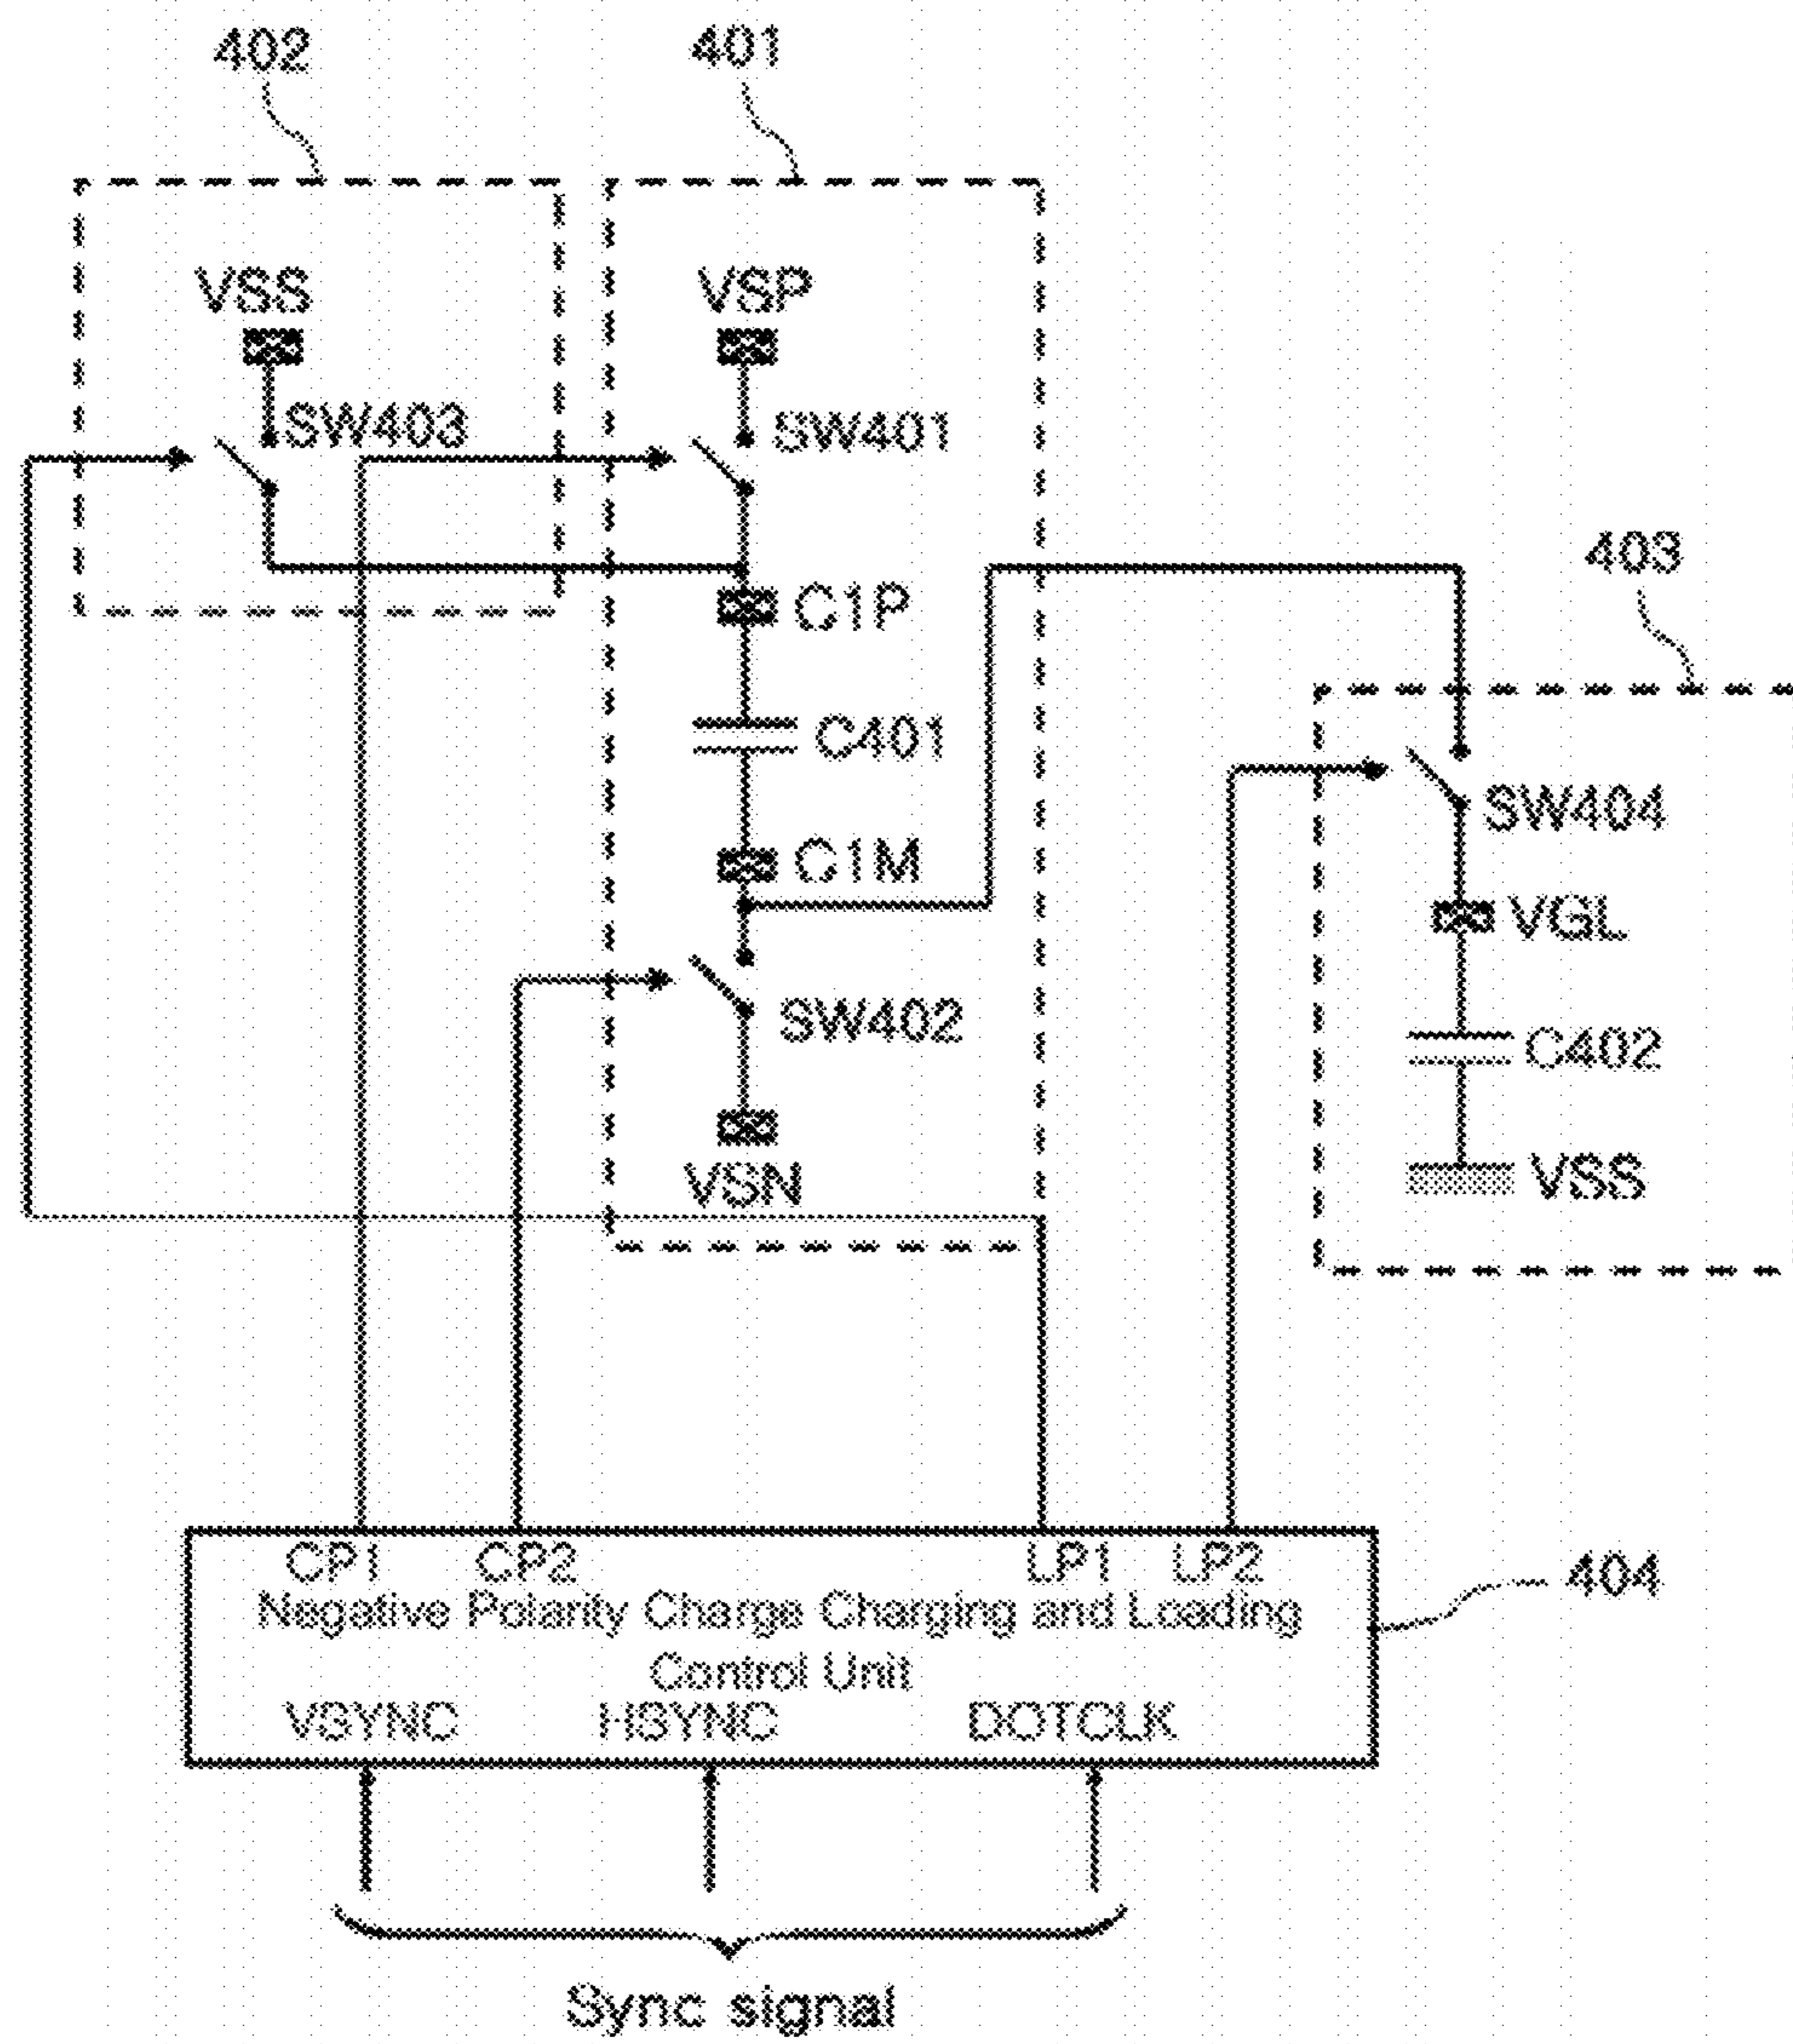 402
401
VSS
VSP
SW403
SW401
403
C1P
C401
SW404
C1M
VGL
SW402
C402
VSN
VSS
CP1 CP2 LP1 LP2
Negative Polarity Charge Charging and Loading
Control Unit
404
VSYNC HSYNC DOTCLK
Sync signal